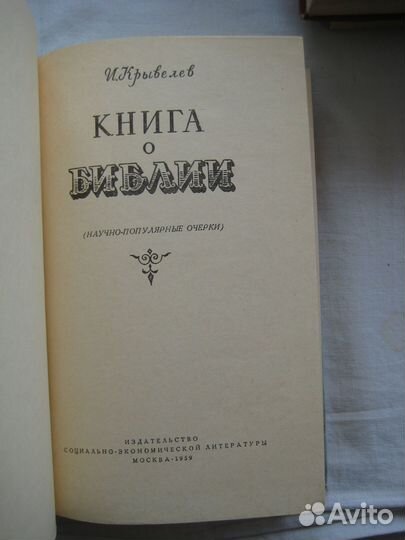 И. Крывелев
КНИГА
О
БИБЛИИ
(НАУЧНО-ПОПУЛЯРНЫЕ ОЧЕРКИ)
ИЗДАТЕЛЬСТВО
СОЦИАЛЬНО-ЭКОНОМИЧЕСКОЙ ЛИТЕРАТУРЫ
МОСКВА-1959
Avito